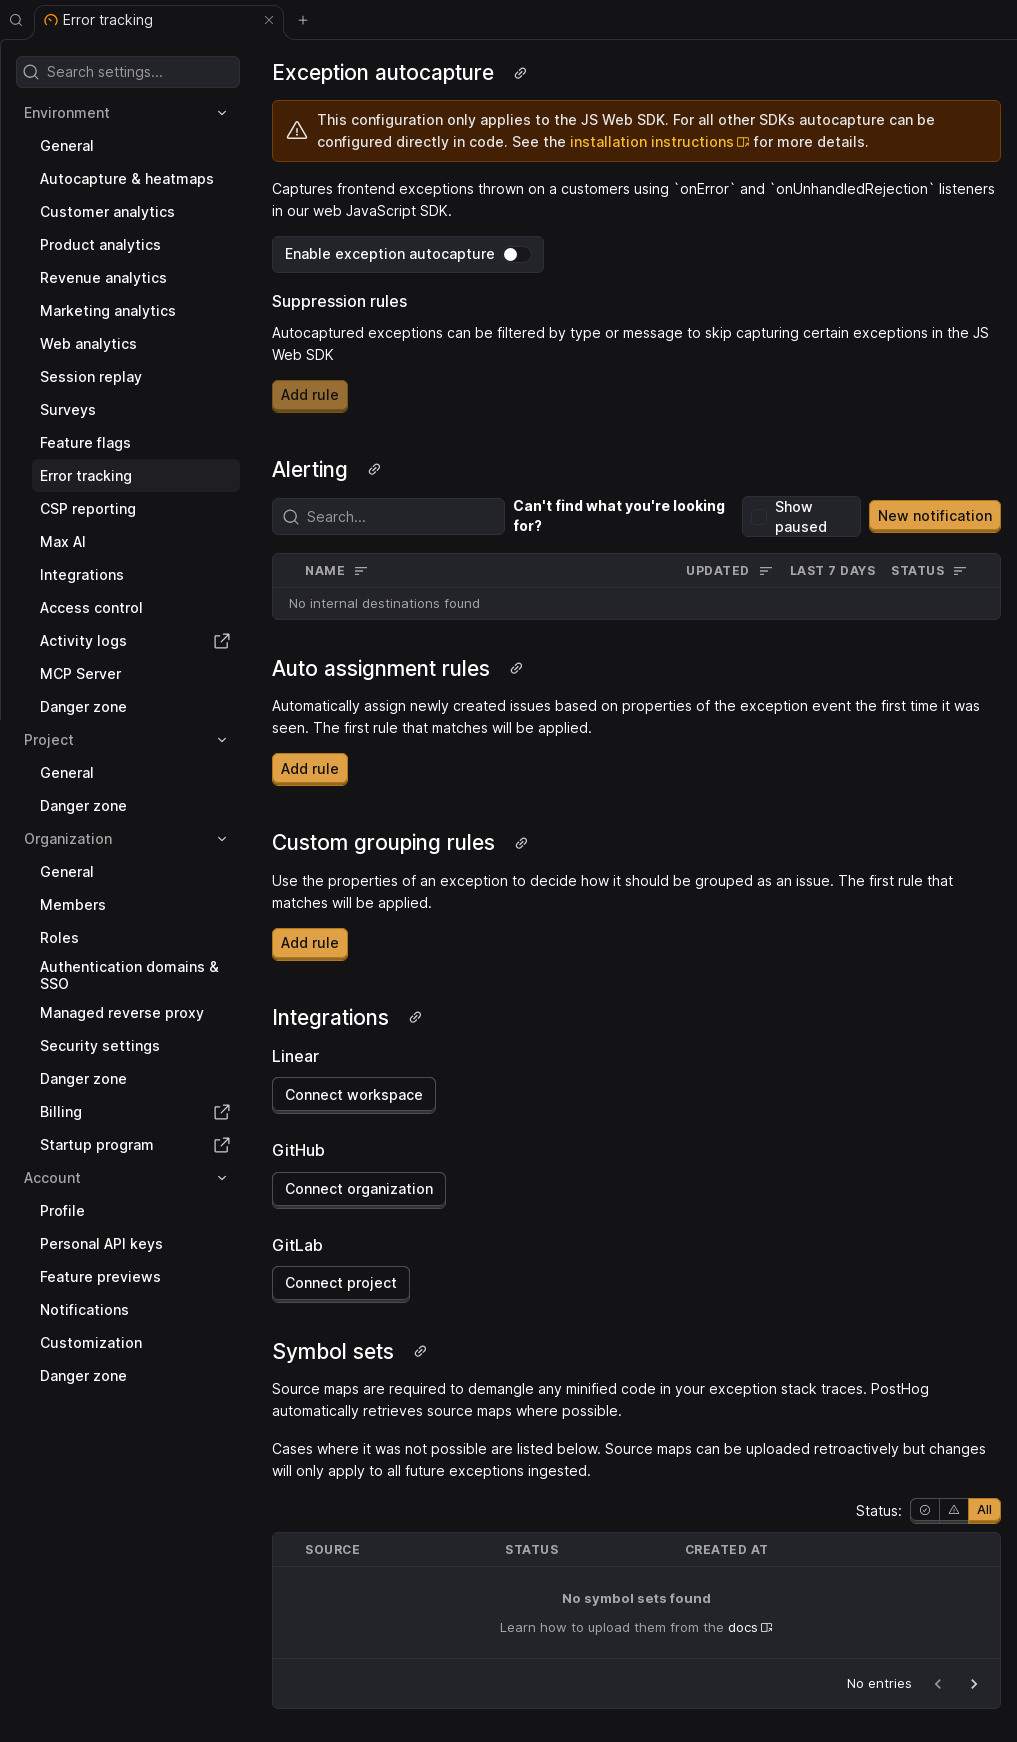 Error tracking
Search settings...
Environment
General
Autocapture & heatmaps
Customer analytics
Product analytics
Revenue analytics
Marketing analytics
Web analytics
Session replay
Surveys
Feature flags
Error tracking
CSP reporting
Max AI
Integrations
Access control
Activity logs
MCP Server
Danger zone
Project
General
Danger zone
Organization
General
Members
Roles
Authentication domains &
SSO
Managed reverse proxy
Security settings
Danger zone
Billing
Startup program
Account
Profile
Personal API keys
Feature previews
Notifications
Customization
Danger zone
Exception autocapture
This configuration only applies to the JS Web SDK. For all other SDKs autocapture can be
configured directly in code. See the installation instructions for more details.
Captures frontend exceptions thrown on a customers using `onError` and `onUnhandledRejection` listeners
in our web JavaScript SDK.
Enable exception autocapture
Suppression rules
Autocaptured exceptions can be filtered by type or message to skip capturing certain exceptions in the JS
Web SDK
Add rule
Alerting
Search...
Can't find what you're looking
for?
Show
paused
New notification
NAME UPDATED LAST 7 DAYS STATUS
No internal destinations found
Auto assignment rules
Automatically assign newly created issues based on properties of the exception event the first time it was
seen. The first rule that matches will be applied.
Add rule
Custom grouping rules
Use the properties of an exception to decide how it should be grouped as an issue. The first rule that
matches will be applied.
Add rule
Integrations
Linear
Connect workspace
GitHub
Connect organization
GitLab
Connect project
Symbol sets
Source maps are required to demangle any minified code in your exception stack traces. PostHog
automatically retrieves source maps where possible.
Cases where it was not possible are listed below. Source maps can be uploaded retroactively but changes
will only apply to all future exceptions ingested.
Status: All
SOURCE STATUS CREATED AT
No symbol sets found
Learn how to upload them from the docs
No entries